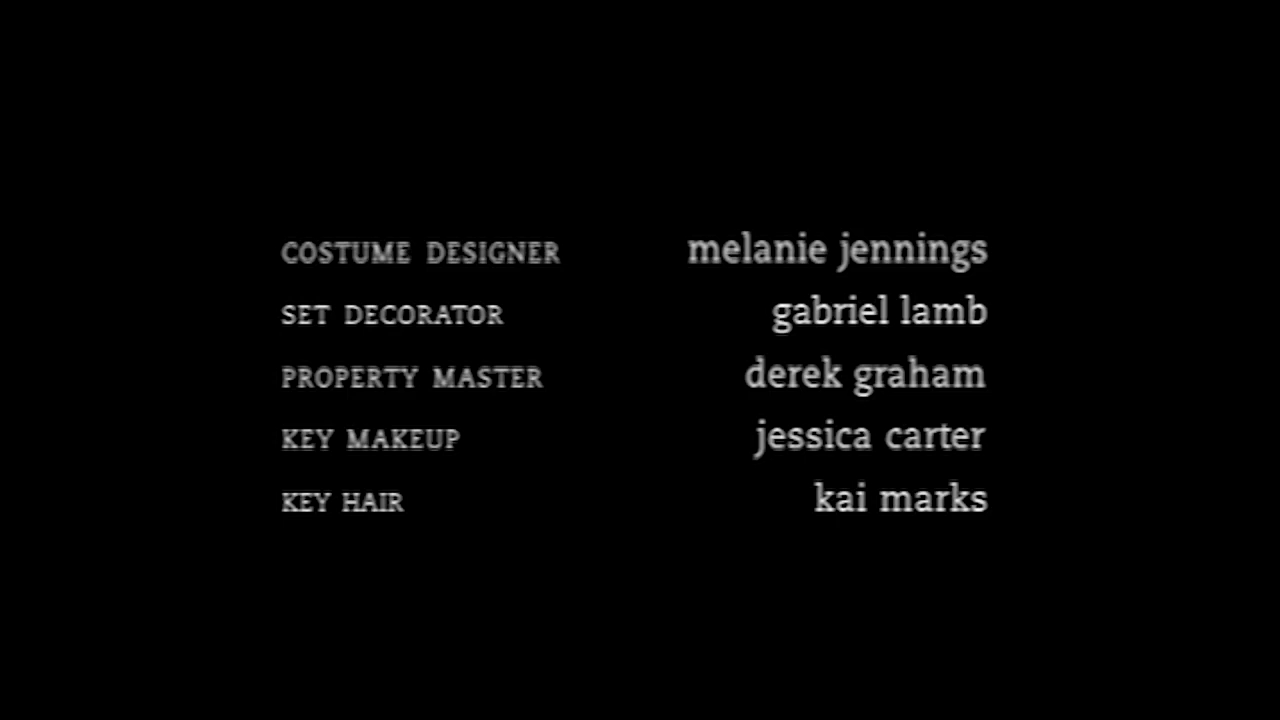 COSTUME DESIGNER melanie jennings
SET DECORATOR gabriel lamb
PROPERTY MASTER derek graham
KEY MAKEUP jessica carter
KEY HAIR kai marks